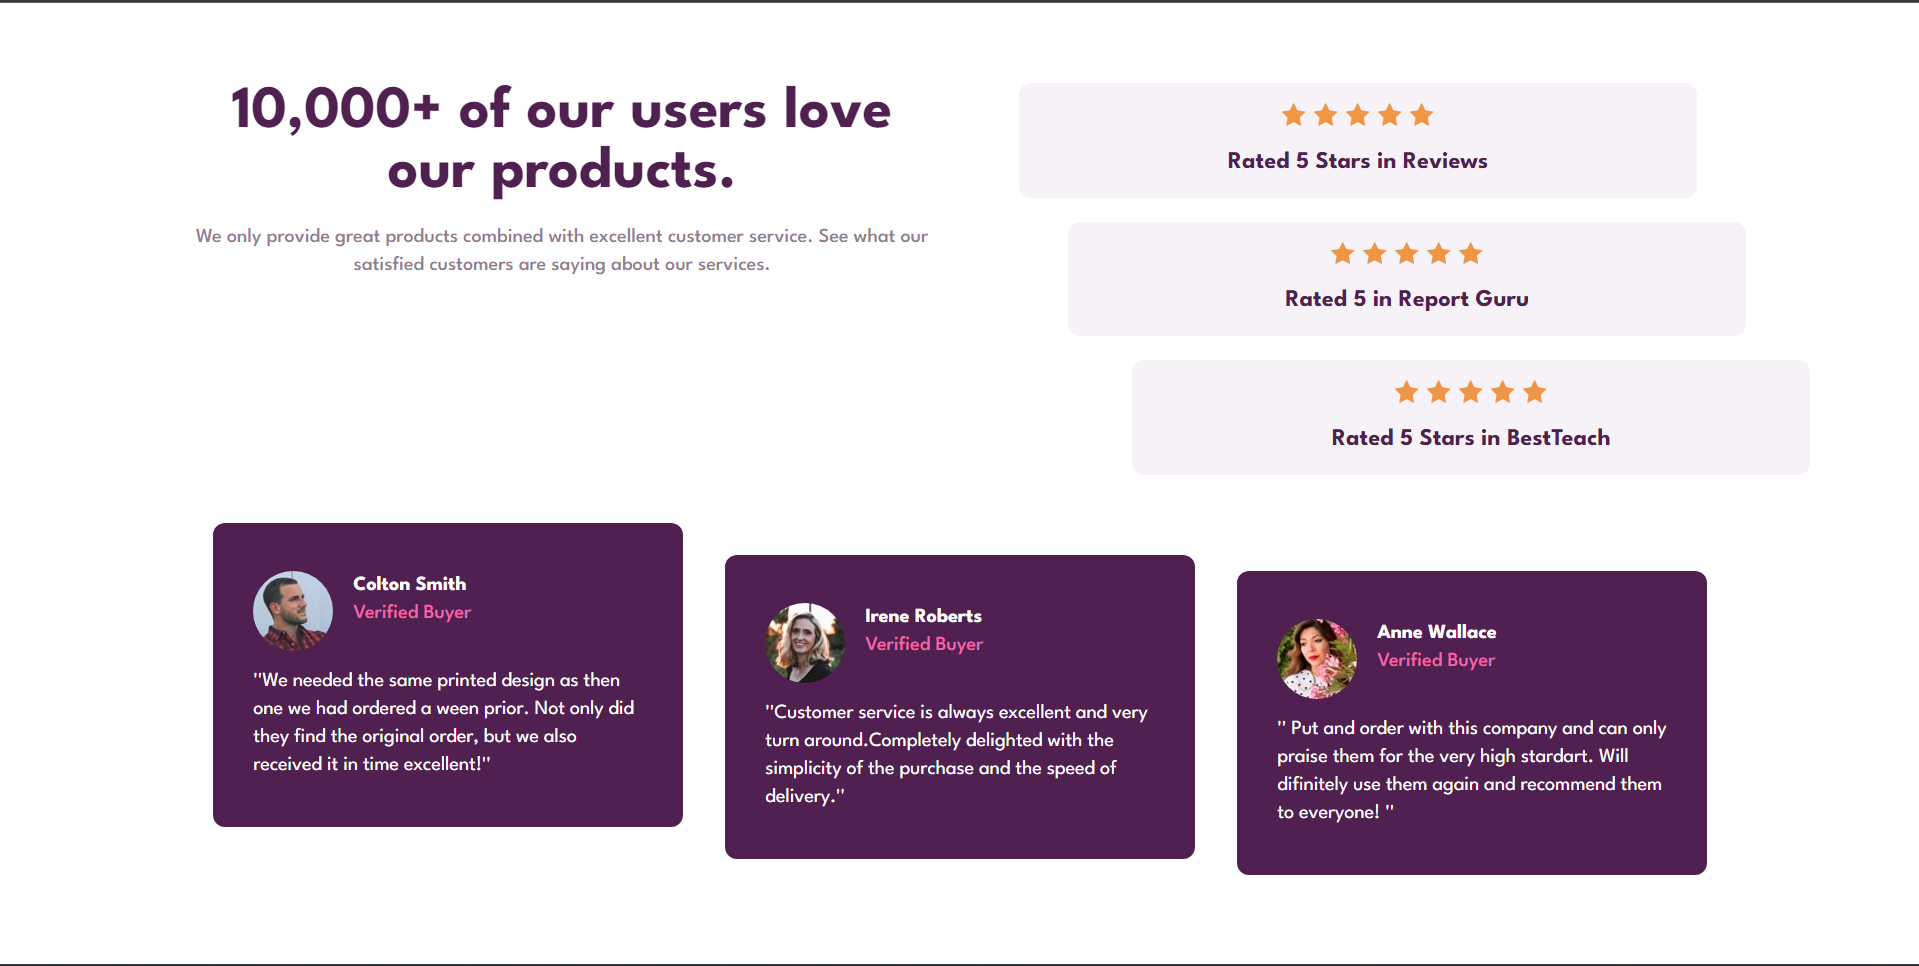 10,000+ of our users love
our products.
We only provide great products combined with excellent customer service. See what our
satisfied customers are saying about our services.
Rated 5 Stars in Reviews
Rated 5 in Report Guru
Rated 5 Stars in BestTeach
Colton Smith
Verified Buyer
"We needed the same printed design as then
one we had ordered a ween prior. Not only did
they find the original order, but we also
received it in time excellent!"
Irene Roberts
Verified Buyer
"Customer service is always excellent and very
turn around.Completely delighted with the
simplicity of the purchase and the speed of
delivery."
Anne Wallace
Verified Buyer
" Put and order with this company and can only
praise them for the very high stardart. Will
difinitely use them again and recommend them
to everyone! "